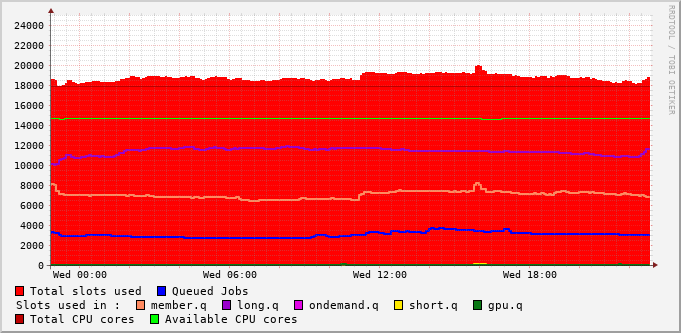 RRDTOOL / TOBI OETIKER
24000
22000
20000
18000
16000
14000
12000
10000
8000
6000
4000
2000
0
Wed 00:00 Wed 06:00 Wed 12:00 Wed 18:00
Total slots used Queued Jobs
Slots used in : member.q long.q ondemand.q short.q gpu.q
Total CPU cores Available CPU cores